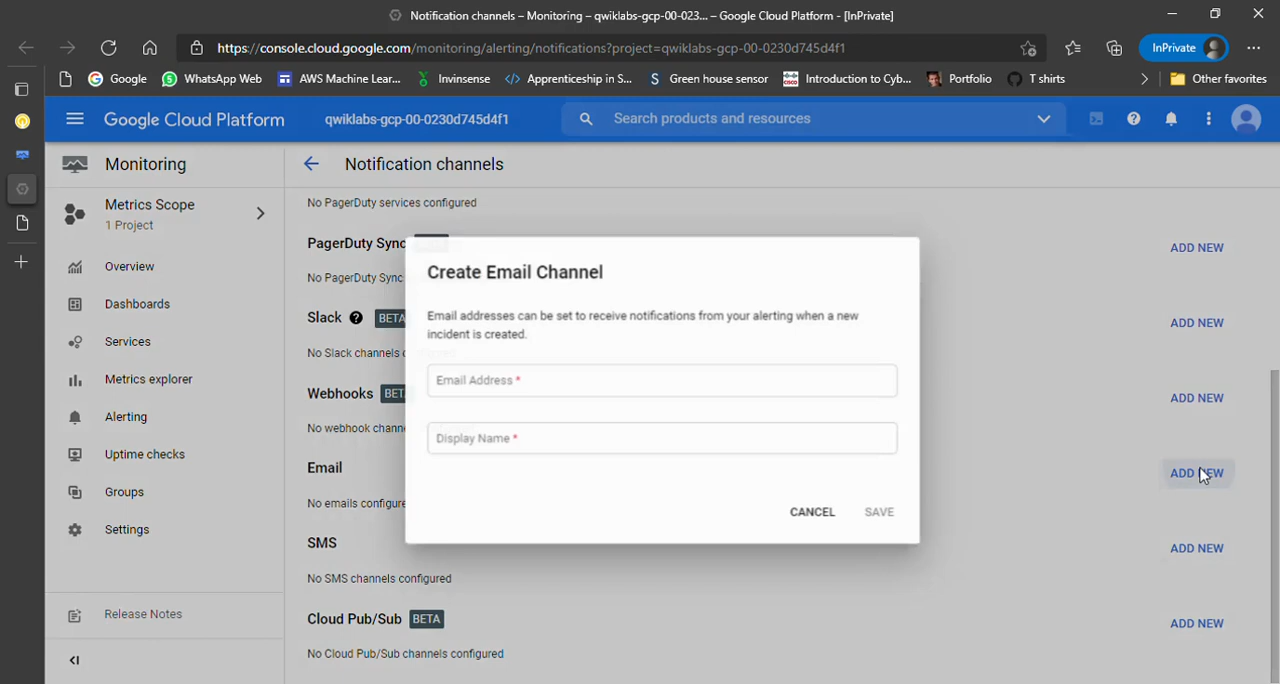 Notification channels – Monitoring – qwiklabs-gcp-00-023... – Google Cloud Platform - [InPrivate]
https://console.cloud.google.com/monitoring/alerting/notifications?project=qwiklabs-gcp-00-0230d745d4f1
InPrivate
Google
WhatsApp Web
AWS Machine Lear...
Invinsense
Apprenticeship in S...
Green house sensor
Introduction to Cyb...
Portfolio
T shirts
Other favorites
Google Cloud Platform
qwiklabs-gcp-00-0230d745d4f1
Search products and resources
Monitoring
Notification channels
Metrics Scope
1 Project
Overview
Dashboards
Services
Metrics explorer
Alerting
Uptime checks
Groups
Settings
Release Notes
No PagerDuty services configured
PagerDuty Sync
ADD NEW
No PagerDuty Sync
Slack
BETA
ADD NEW
No Slack channels
Webhooks
BET
ADD NEW
No webhook channe
Email
ADD NEW
No emails configure
SMS
ADD NEW
No SMS channels configured
Cloud Pub/Sub BETA
ADD NEW
No Cloud Pub/Sub channels configured
Create Email Channel
Email addresses can be set to receive notifications from your alerting when a new
incident is created.
Email Address *
Display Name *
CANCEL
SAVE